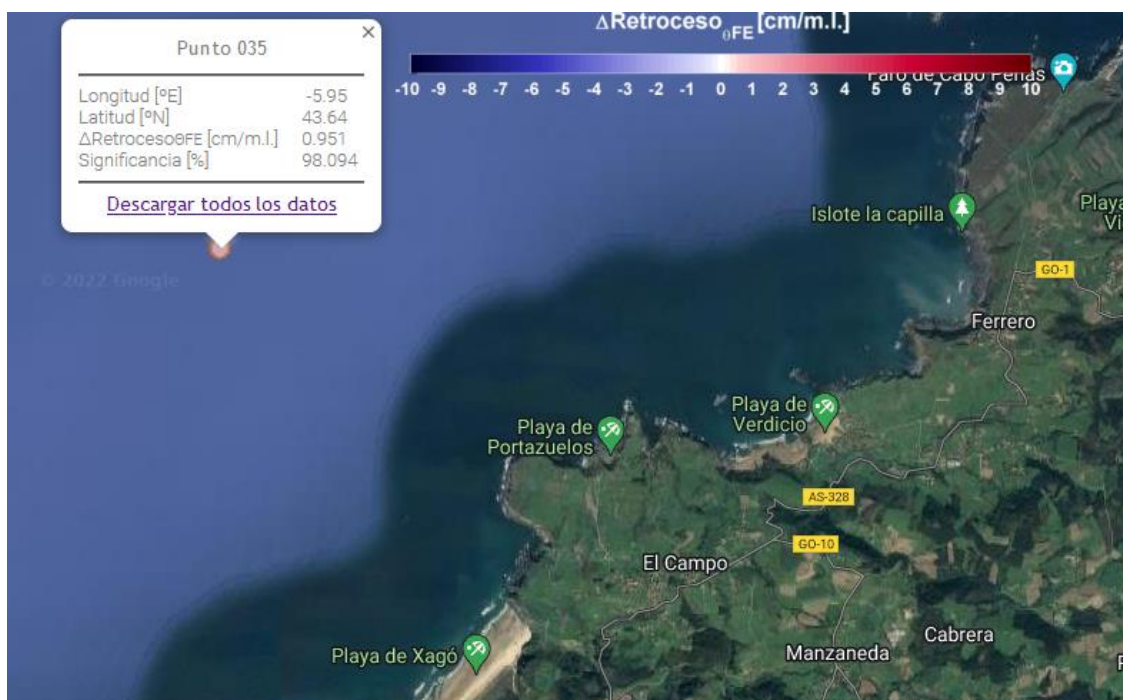 Punto 035
×
Longitud [ºE] -5.95
Latitud [ºN] 43.64
ΔRetrocesoθFE [cm/m.l.] 0.951
Significancia [%] 98.094
Descargar todos los datos
ΔRetroceso θFE [cm/m.l.]
-10 -9 -8 -7 -6 -5 -4 -3 -2 -1 0 1 2 3 4 5 6 7 8 9 10
Faro de Cabo Peñas
© 2022 Google
Islote la capilla
Playa
Vi
GO-1
Ferrero
Playa de
Verdicio
Playa de
Portazuelos
AS-328
GO-10
El Campo
Cabrera
Playa de Xagó
Manzaneda